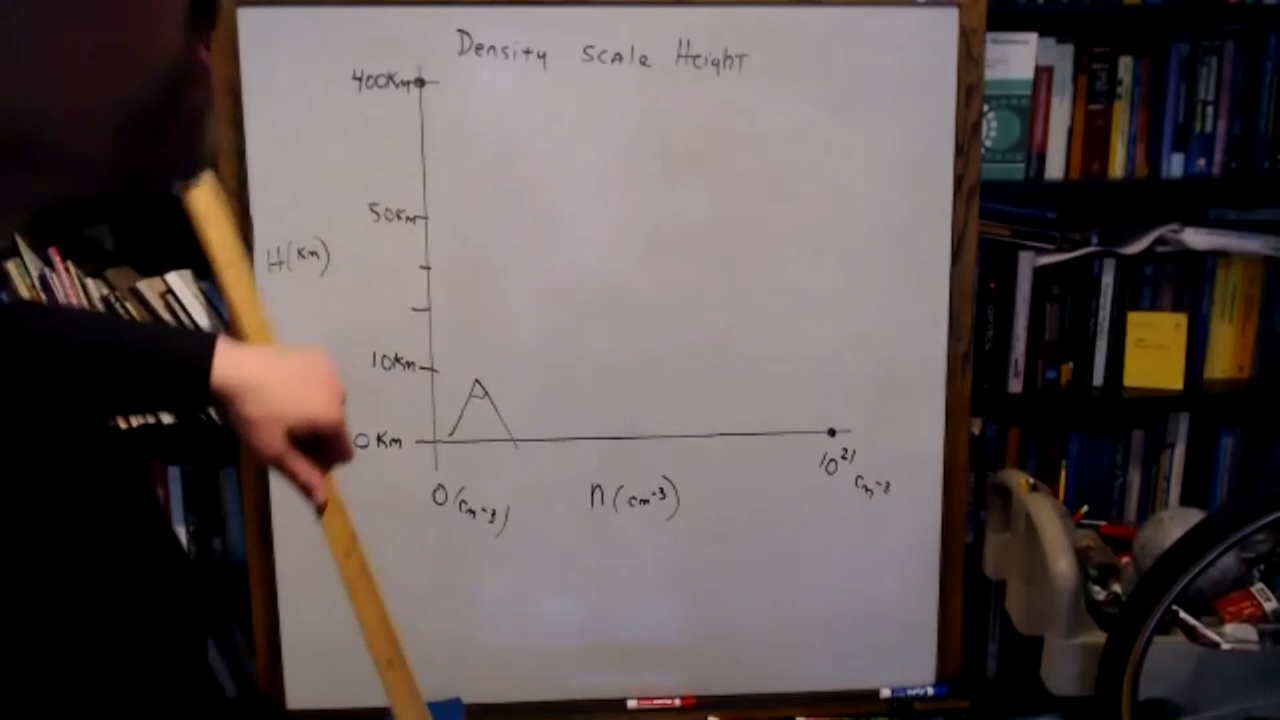 Density Scale Height
400Km
50Km
H(Km)
10Km
0 Km
10²¹ cm⁻³
0 (cm⁻³)
n (cm⁻³)